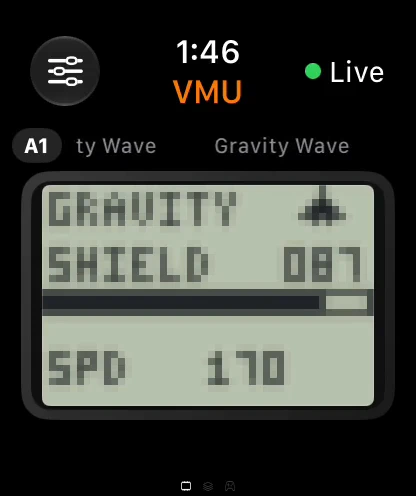 1:46
VMU
Live
A1 ty Wave Gravity Wave
GRAVITY
SHIELD 087
SPD 170